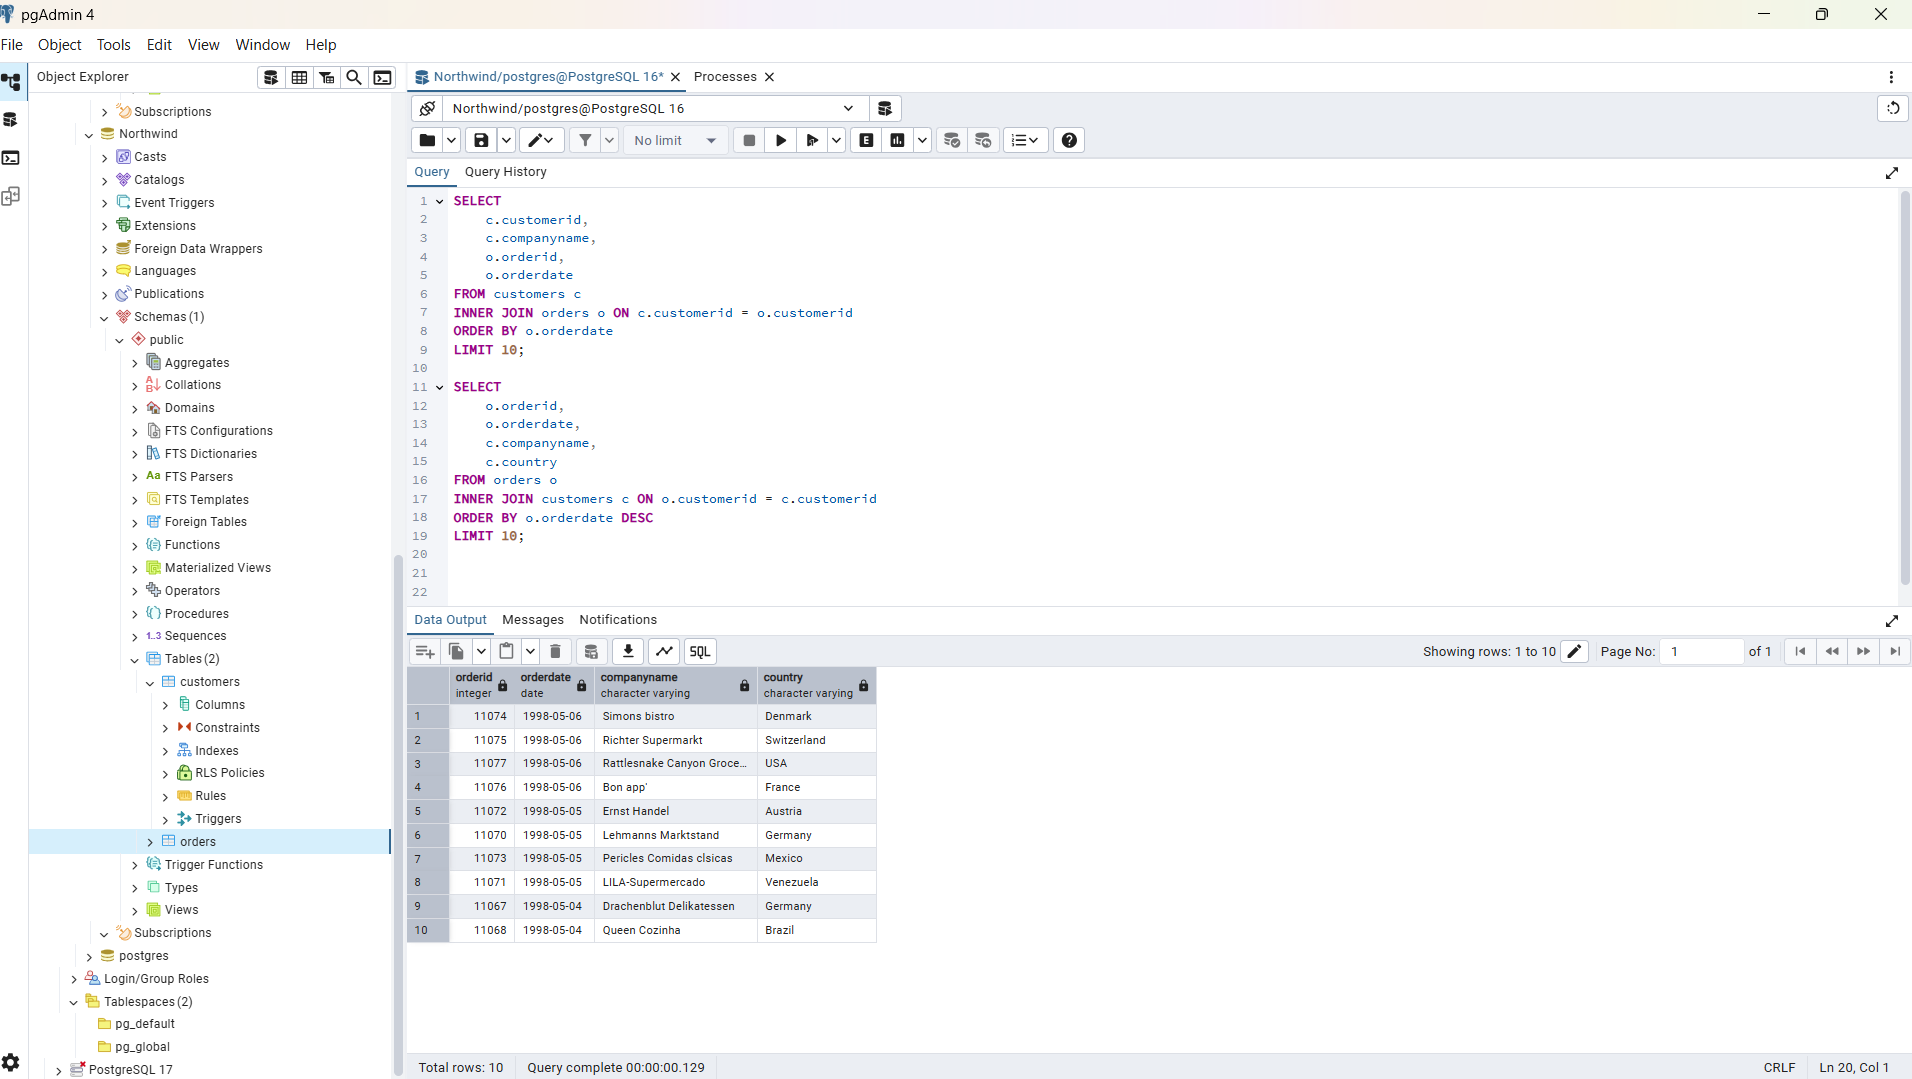 pgAdmin 4
File Object Tools Edit View Window Help
Object Explorer
Northwind/postgres@PostgreSQL 16* Processes
Subscriptions
Northwind
Casts
Catalogs
Event Triggers
Extensions
Foreign Data Wrappers
Languages
Publications
Schemas (1)
public
Aggregates
Collations
Domains
FTS Configurations
FTS Dictionaries
Aa FTS Parsers
FTS Templates
Foreign Tables
Functions
Materialized Views
Operators
Procedures
1..3 Sequences
Tables (2)
customers
Columns
Constraints
Indexes
RLS Policies
Rules
Triggers
orders
Trigger Functions
Types
Views
Subscriptions
postgres
Login/Group Roles
Tablespaces (2)
pg_default
pg_global
PostgreSQL 17
Northwind/postgres@PostgreSQL 16
No limit E
Query Query History
1 SELECT
2 c.customerid,
3 c.companyname,
4 o.orderid,
5 o.orderdate
6 FROM customers c
7 INNER JOIN orders o ON c.customerid = o.customerid
8 ORDER BY o.orderdate
9 LIMIT 10;
10
11 SELECT
12 o.orderid,
13 o.orderdate,
14 c.companyname,
15 c.country
16 FROM orders o
17 INNER JOIN customers c ON o.customerid = c.customerid
18 ORDER BY o.orderdate DESC
19 LIMIT 10;
20
21
22
Data Output Messages Notifications
SQL Showing rows: 1 to 10 Page No: 1 of 1
orderid orderdate companyname country
integer date character varying character varying
1 11074 1998-05-06 Simons bistro Denmark
2 11075 1998-05-06 Richter Supermarkt Switzerland
3 11077 1998-05-06 Rattlesnake Canyon Groce... USA
4 11076 1998-05-06 Bon app' France
5 11072 1998-05-05 Ernst Handel Austria
6 11070 1998-05-05 Lehmanns Marktstand Germany
7 11073 1998-05-05 Pericles Comidas clsicas Mexico
8 11071 1998-05-05 LILA-Supermercado Venezuela
9 11067 1998-05-04 Drachenblut Delikatessen Germany
10 11068 1998-05-04 Queen Cozinha Brazil
Total rows: 10 Query complete 00:00:00.129 CRLF Ln 20, Col 1